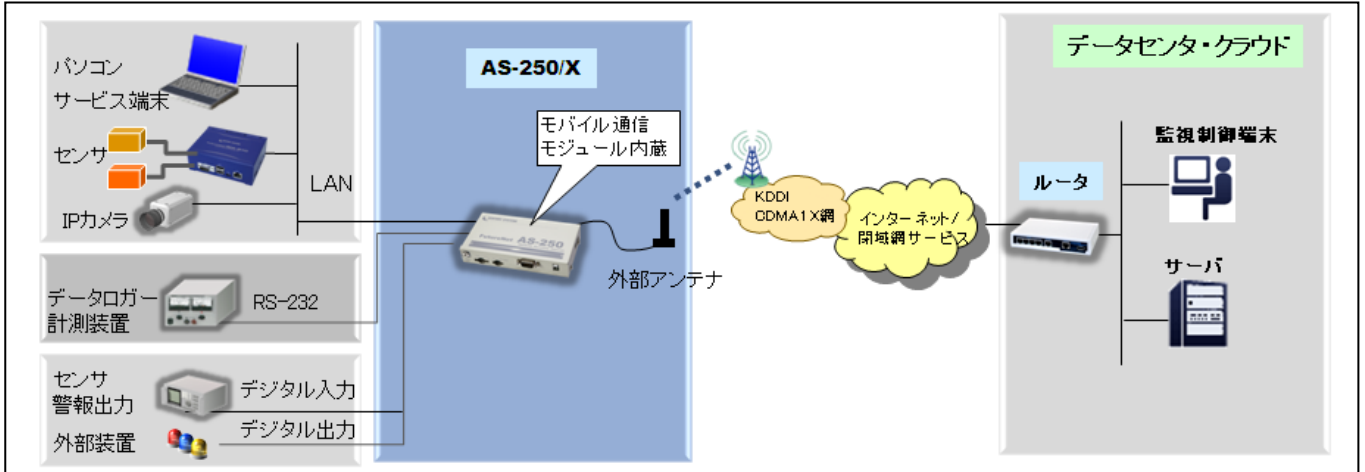 パソコン
サービス端末
センサ
IPカメラ
LAN
データロガー
計測装置
RS-232
センサ
警報出力
デジタル入力
外部装置
デジタル出力
AS-250/X
モバイル通信
モジュール内蔵
AS-250
外部アンテナ
KDDI
CDMA1X網
インターネット/
閉域網サービス
データセンタ・クラウド
ルータ
監視制御端末
サーバ